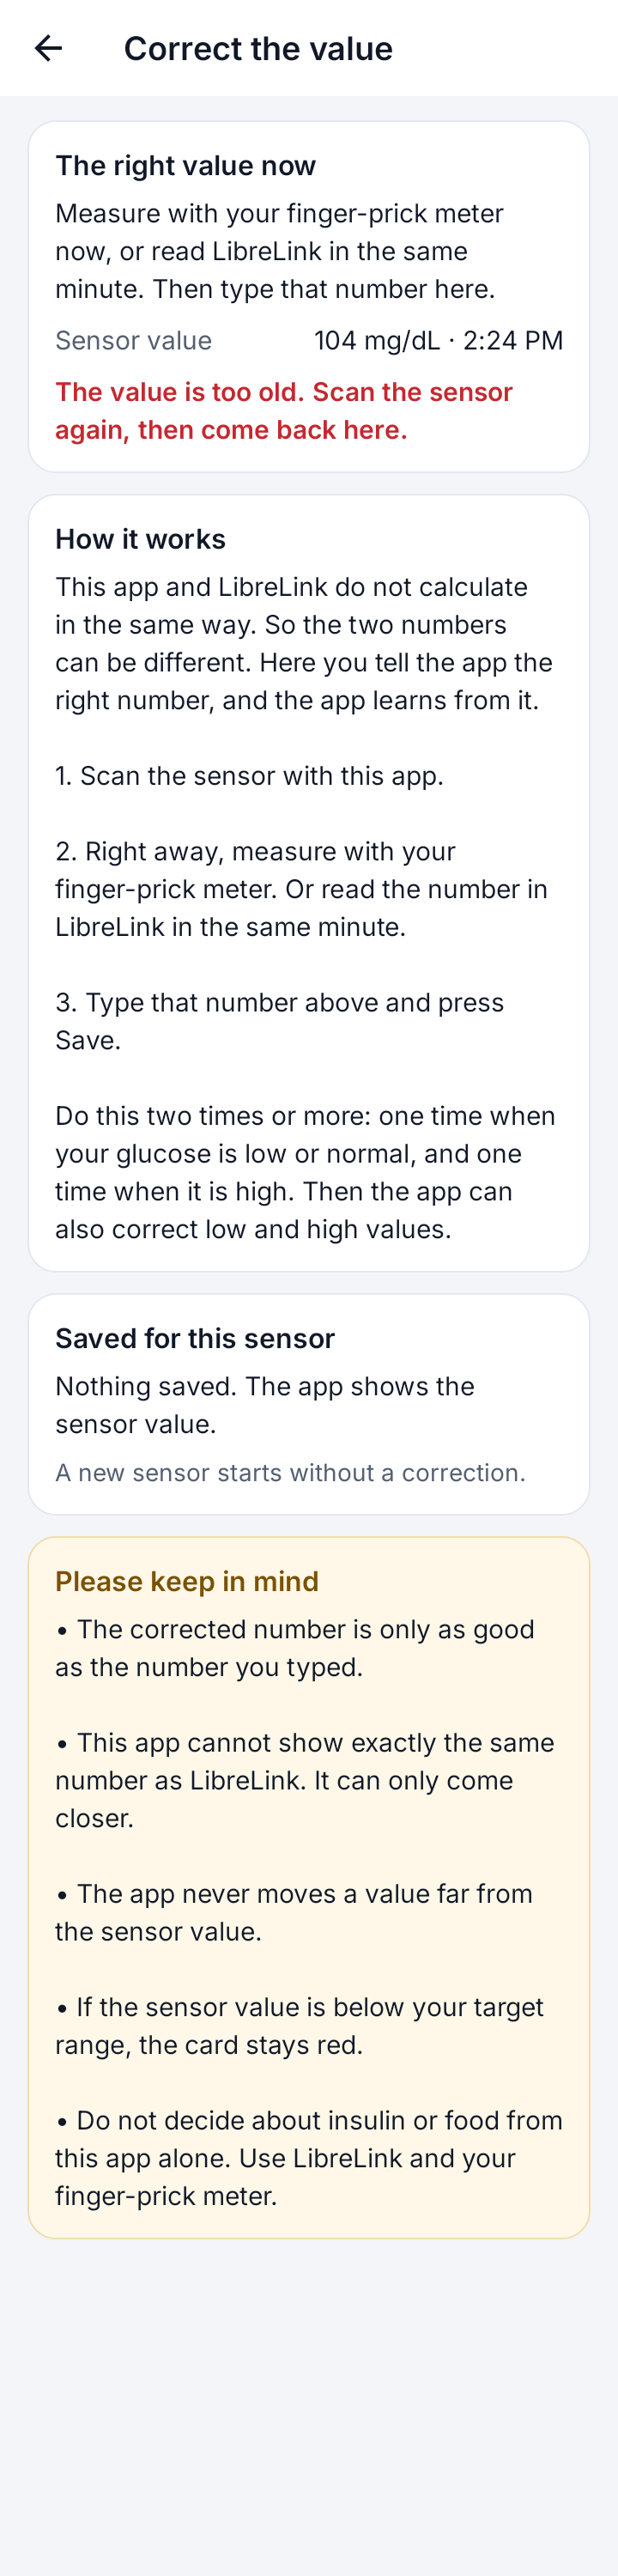 Correct the value
The right value now
Measure with your finger-prick meter
now, or read LibreLink in the same
minute. Then type that number here.
Sensor value 104 mg/dL · 2:24 PM
The value is too old. Scan the sensor
again, then come back here.
How it works
This app and LibreLink do not calculate
in the same way. So the two numbers
can be different. Here you tell the app the
right number, and the app learns from it.
1. Scan the sensor with this app.
2. Right away, measure with your
finger-prick meter. Or read the number in
LibreLink in the same minute.
3. Type that number above and press
Save.
Do this two times or more: one time when
your glucose is low or normal, and one
time when it is high. Then the app can
also correct low and high values.
Saved for this sensor
Nothing saved. The app shows the
sensor value.
A new sensor starts without a correction.
Please keep in mind
• The corrected number is only as good
as the number you typed.
• This app cannot show exactly the same
number as LibreLink. It can only come
closer.
• The app never moves a value far from
the sensor value.
• If the sensor value is below your target
range, the card stays red.
• Do not decide about insulin or food from
this app alone. Use LibreLink and your
finger-prick meter.